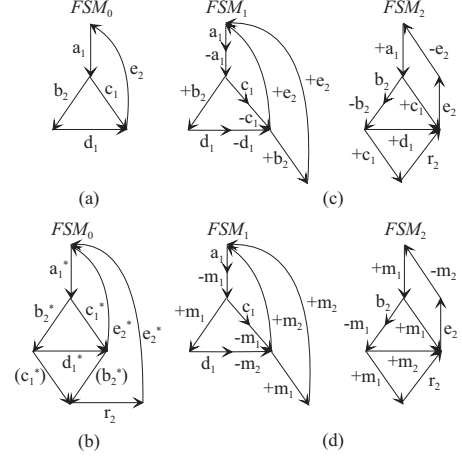 FSM₀ FSM₁ FSM₂
a₁ b₂ c₁ e₂ d₁
a₁ -a₁ +b₂ c₁ -c₁ +e₂ +e₂ d₁ -d₁ +b₂
+a₁ -e₂ b₂ -b₂ +c₁ e₂ +d₁ +c₁ r₂
(a) (c)
FSM₀ FSM₁ FSM₂
a₁* b₂* c₁* e₂* e₂* d₁* (c₁*) (b₂*) r₂
a₁ -m₁ +m₁ c₁ -m₁ +m₂ +m₂ d₁ -m₂ +m₁
+m₁ -m₂ b₂ -m₁ +m₁ e₂ +m₂ +m₁ r₂
(b) (d)